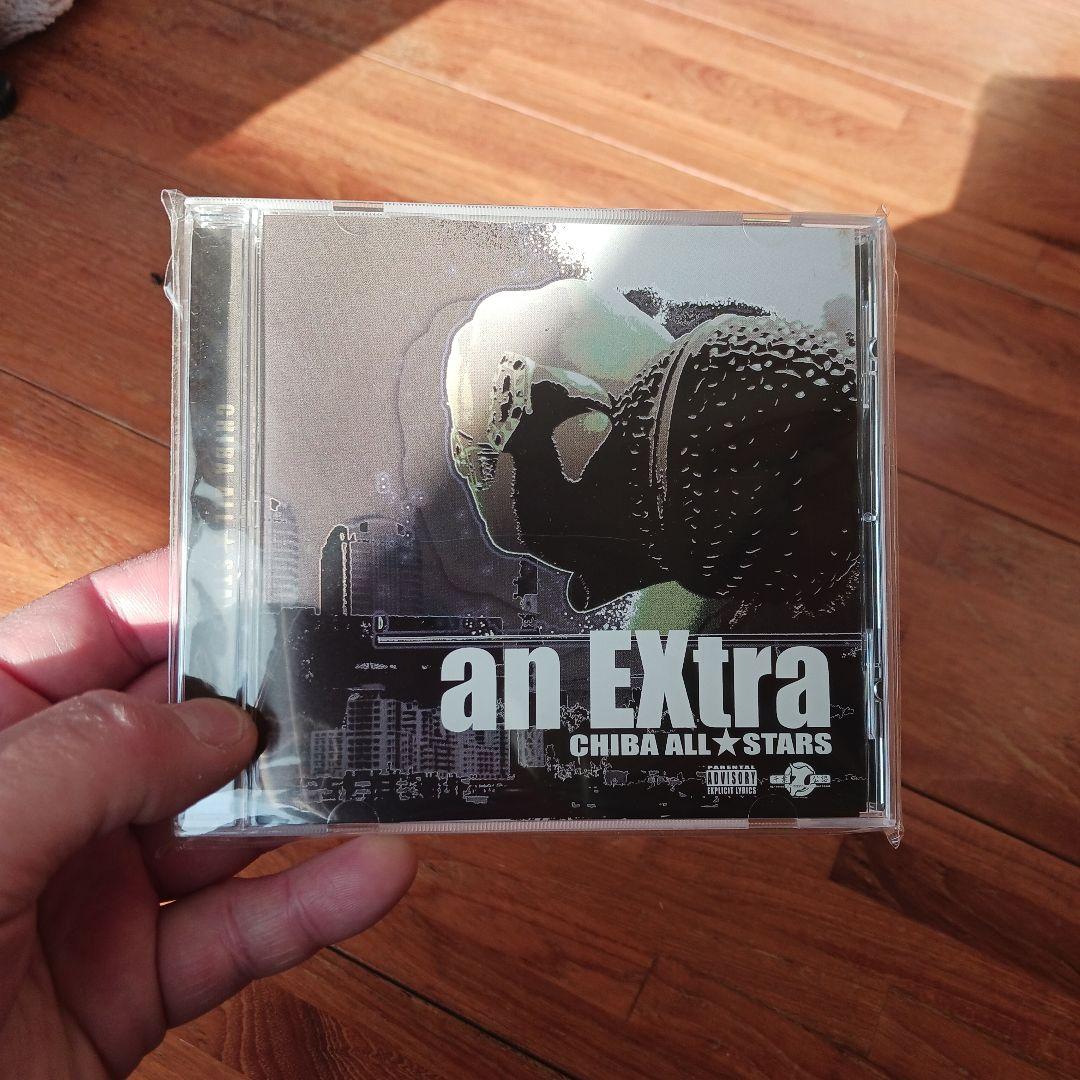 an EXtra
CHIBA ALL★STARS
PARENTAL
ADVISORY
EXPLICIT LYRICS